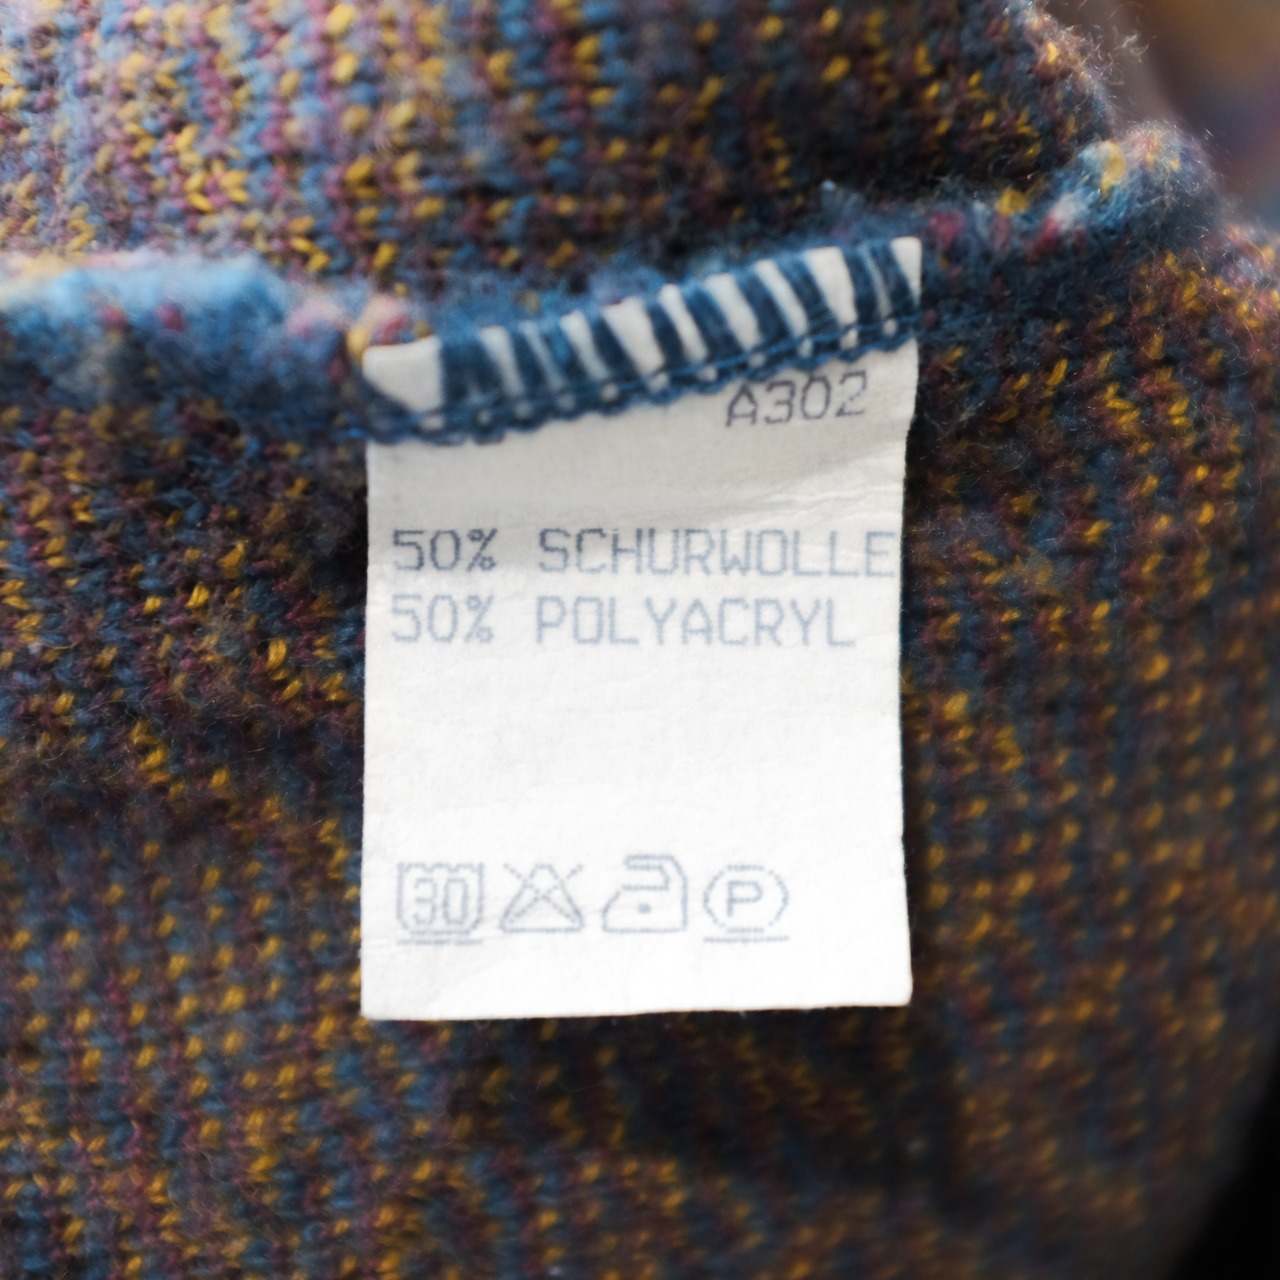 A302
50% SCHURWOLLE
50% POLYACRYL
30 P